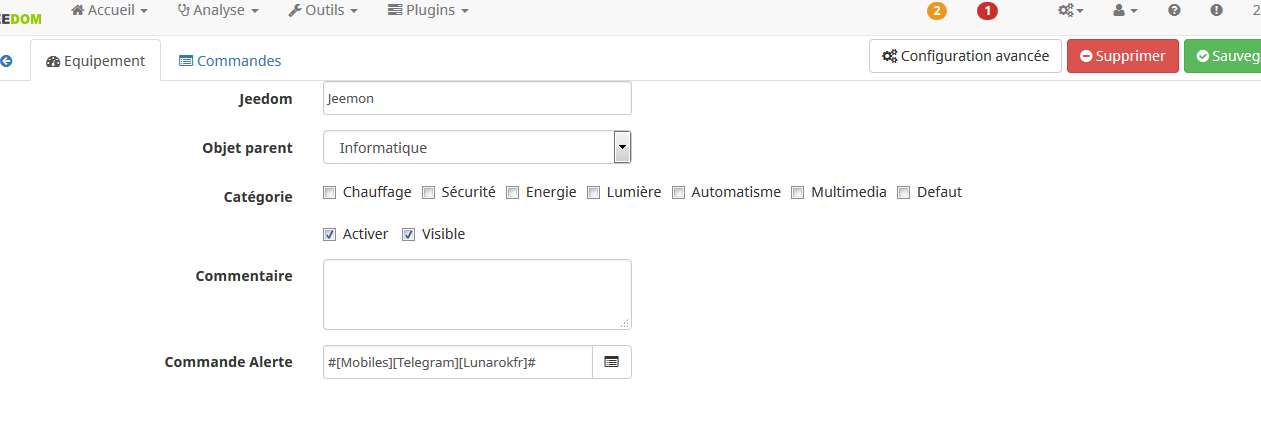 EEDOM Accueil Analyse Outils Plugins 2 1 2
Equipement Commandes Configuration avancée Supprimer Sauveg
Jeedom Jeemon
Objet parent Informatique
Catégorie Chauffage Sécurité Energie Lumière Automatisme Multimedia Defaut
Activer Visible
Commentaire
Commande Alerte #[Mobiles][Telegram][Lunarokfr]#